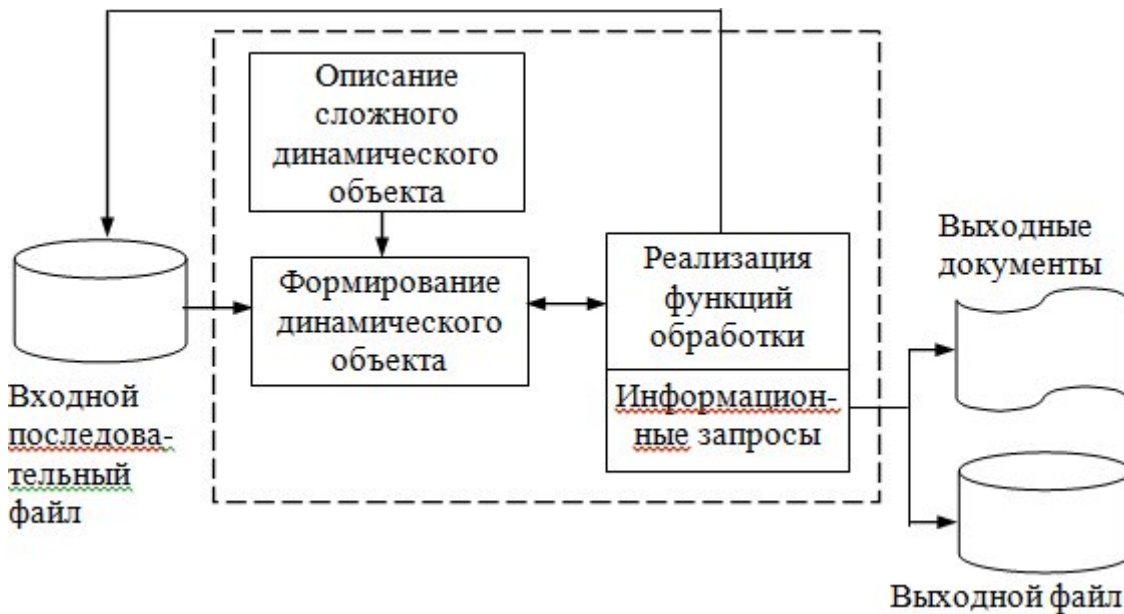 Описание
сложного
динамического
объекта
Формирование
динамического
объекта
Реализация
функций
обработки
Информацион-
ные запросы
Входной
последова-
тельный
файл
Выходные
документы
Выходной файл